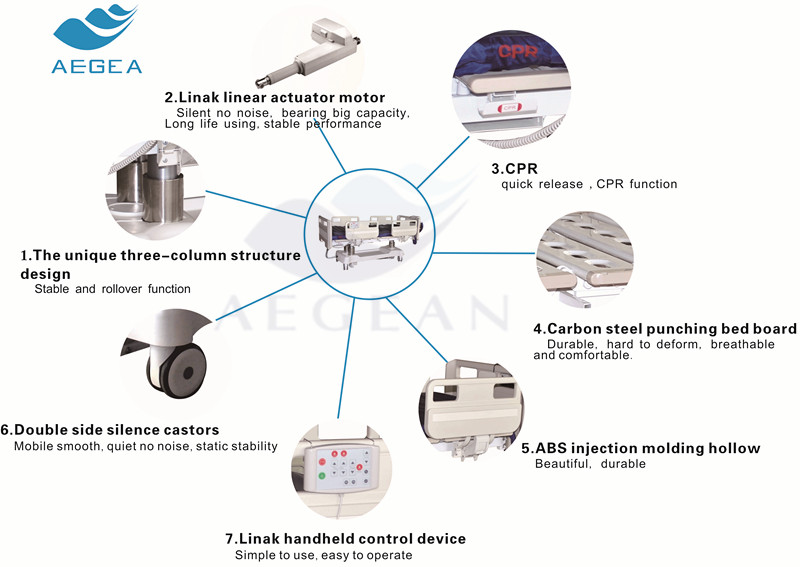 AEGEA
2.Linak linear actuator motor
Silent no noise, bearing big capacity,
Long life using, stable performance
CPR
CPR
3.CPR
quick release , CPR function
1.The unique three-column structure
design
Stable and rollover function
AEGEAN
4.Carbon steel punching bed board
Durable, hard to deform, breathable
and comfortable.
6.Double side silence castors
Mobile smooth, quiet no noise, static stability
5.ABS injection molding hollow
Beautiful, durable
7.Linak handheld control device
Simple to use, easy to operate